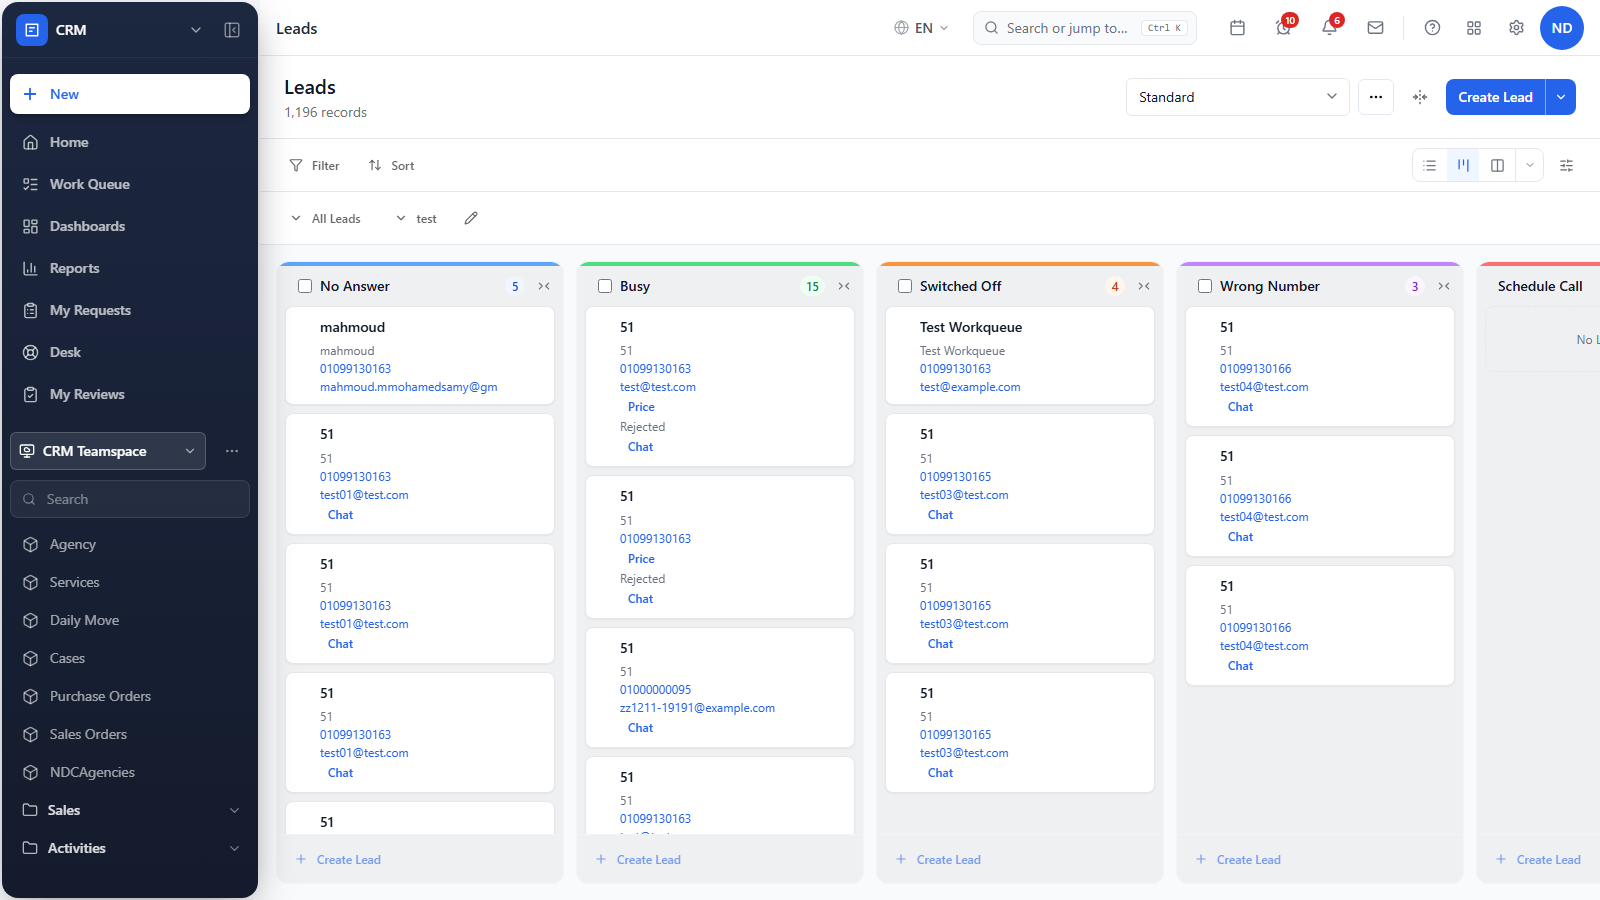 CRM
New
Home
Work Queue
Dashboards
Reports
My Requests
Desk
My Reviews
CRM Teamspace
Search
Agency
Services
Daily Move
Cases
Purchase Orders
Sales Orders
NDCAgencies
Sales
Activities
Leads
EN
Search or jump to...
Ctrl K
10
6
ND
Leads
1,196 records
Standard
Create Lead
Filter
Sort
All Leads
test
No Answer
5
mahmoud
mahmoud
01099130163
mahmoud.mmohamedsamy@gm
51
51
01099130163
test01@test.com
Chat
51
51
01099130163
test01@test.com
Chat
51
51
01099130163
test01@test.com
Chat
51
Create Lead
Busy
15
51
51
01099130163
test@test.com
Price
Rejected
Chat
51
51
01099130163
Price
Rejected
Chat
51
51
01000000095
zz1211-19191@example.com
Chat
51
51
01099130163
Create Lead
Switched Off
4
Test Workqueue
Test Workqueue
01099130163
test@example.com
51
51
01099130165
test03@test.com
Chat
51
51
01099130165
test03@test.com
Chat
51
51
01099130165
test03@test.com
Chat
Create Lead
Wrong Number
3
51
51
01099130166
test04@test.com
Chat
51
51
01099130166
test04@test.com
Chat
51
51
01099130166
test04@test.com
Chat
Create Lead
Schedule Call
No L
Create Lead